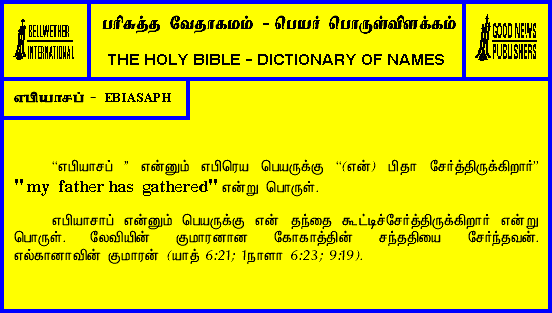 BELLWETHER
INTERNATIONAL
பரிசுத்த வேதாகமம் - பெயர் பொருள்விளக்கம்
THE HOLY BIBLE - DICTIONARY OF NAMES
GOOD NEWS
PUBLISHERS
எபியாசப் - EBIASAPH
“எபியாசப் ” என்னும் எபிரெய பெயருக்கு “(என்) பிதா சேர்த்திருக்கிறார்”
"my father has gathered" என்று பொருள்.
எபியாசாப் என்னும் பெயருக்கு என் தந்தை கூட்டிச்சேர்த்திருக்கிறார் என்று
பொருள். லேவியின் குமாரனான கோகாத்தின் சந்ததியை சேர்ந்தவன்.
எல்கானாவின் குமாரன் (யாத் 6:21; 1நாளா 6:23; 9:19).